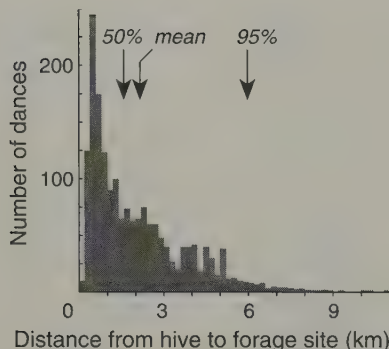 50% mean 95%
200
100
Number of dances
0 3 6 9
Distance from hive to forage site (km)